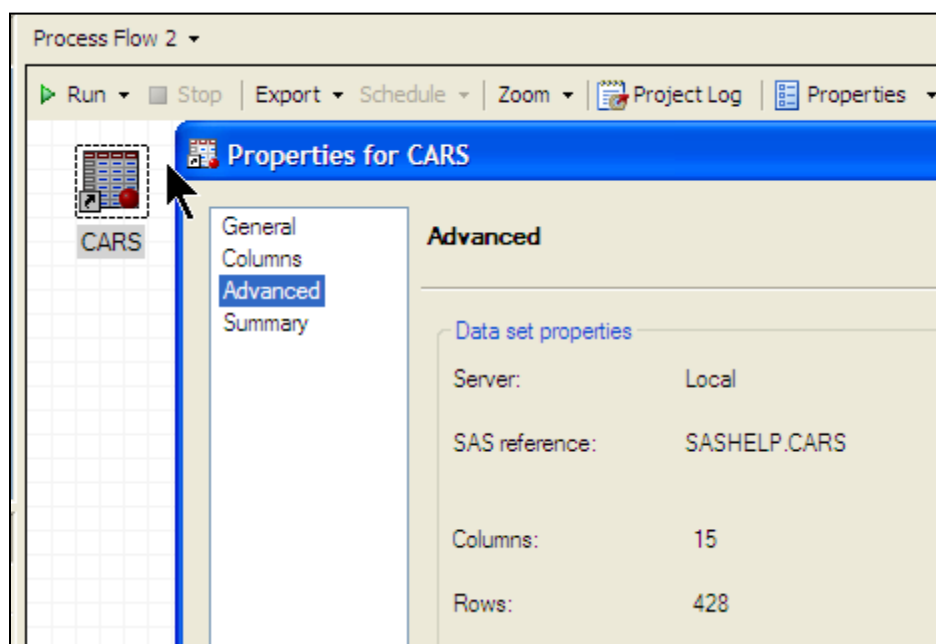 Process Flow 2
Run Stop Export Schedule Zoom Project Log Properties
Properties for CARS
CARS
General
Columns
Advanced
Summary
Advanced
Data set properties
Server: Local
SAS reference: SASHELP.CARS
Columns: 15
Rows: 428